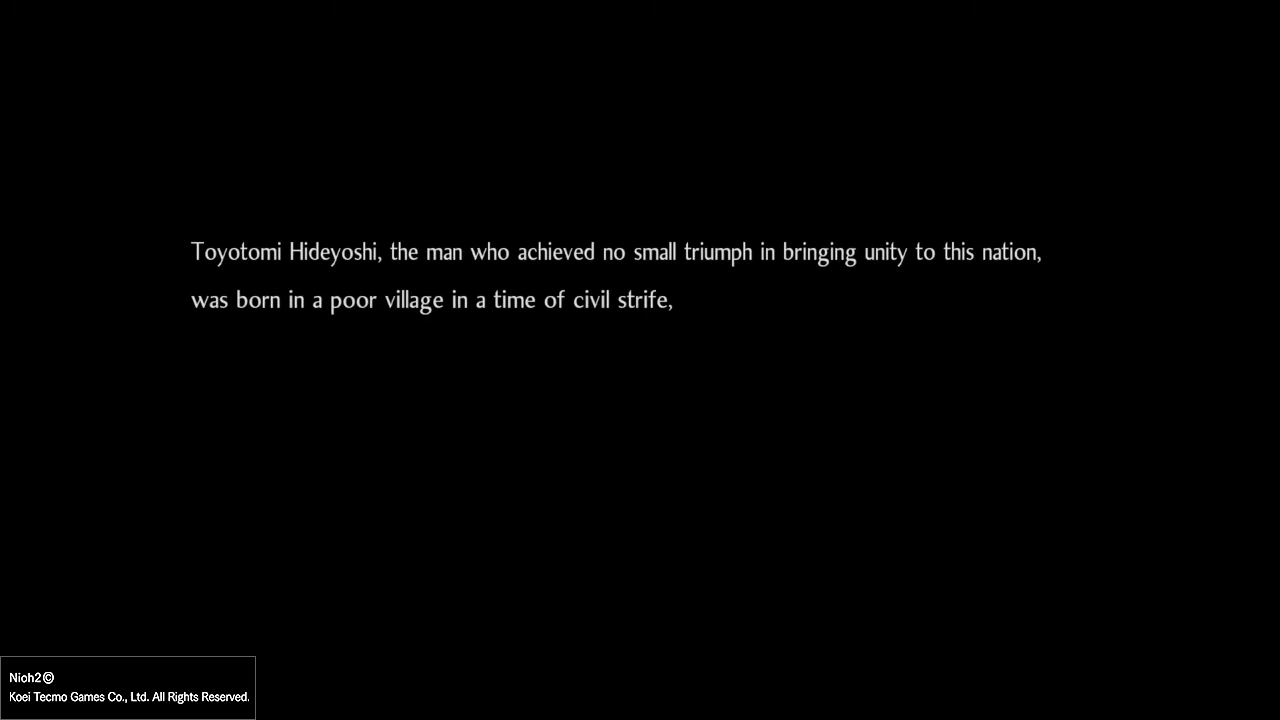 Toyotomi Hideyoshi, the man who achieved no small triumph in bringing unity to this nation,
was born in a poor village in a time of civil strife,
Nioh2©
Koei Tecmo Games Co., Ltd. All Rights Reserved.